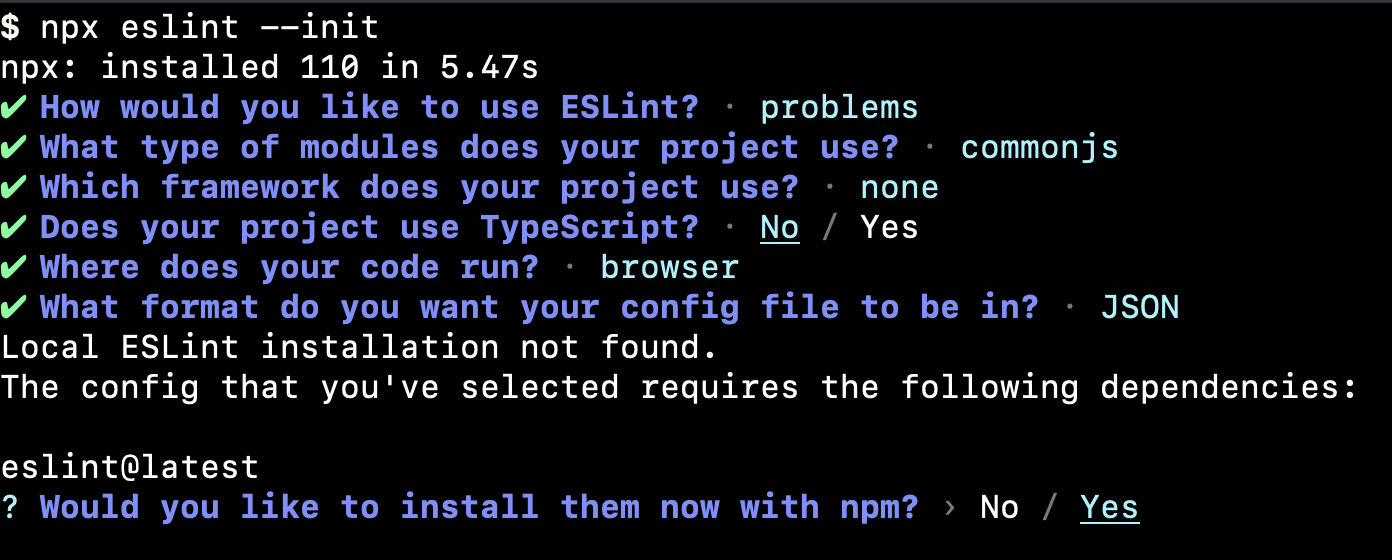 $ npx eslint --init
npx: installed 110 in 5.47s
✔ How would you like to use ESLint? · problems
✔ What type of modules does your project use? · commonjs
✔ Which framework does your project use? · none
✔ Does your project use TypeScript? · No / Yes
✔ Where does your code run? · browser
✔ What format do you want your config file to be in? · JSON
Local ESLint installation not found.
The config that you've selected requires the following dependencies:

eslint@latest
? Would you like to install them now with npm? › No / Yes